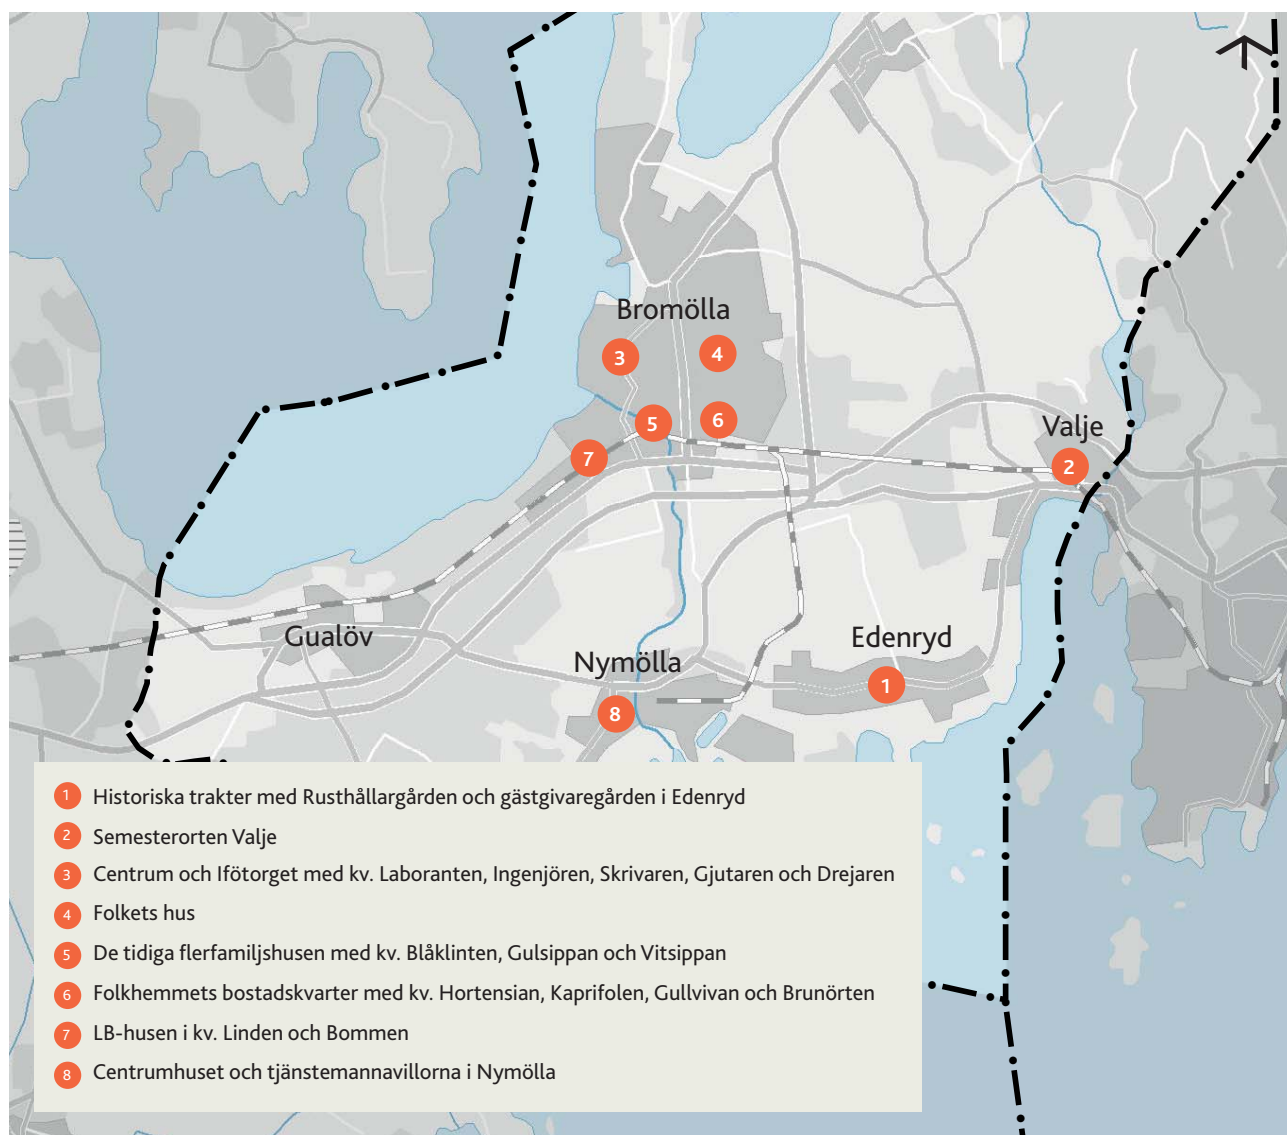 Bromölla
3
4
5
6
Valje
7
2
Gualöv
Nymölla
Edenryd
1
8
1 Historiska trakter med Rusthållargården och gästgivaregården i Edenryd
2 Semesterorten Valje
3 Centrum och Ifötorget med kv. Laboranten, Ingenjören, Skrivaren, Gjutaren och Drejaren
4 Folkets hus
5 De tidiga flerfamiljshusen med kv. Blåklinten, Gulsippan och Vitsippan
6 Folkhemmets bostadskvarter med kv. Hortensian, Kaprifolen, Gullvivan och Brunörten
7 LB-husen i kv. Linden och Bommen
8 Centrumhuset och tjänstemannavillorna i Nymölla